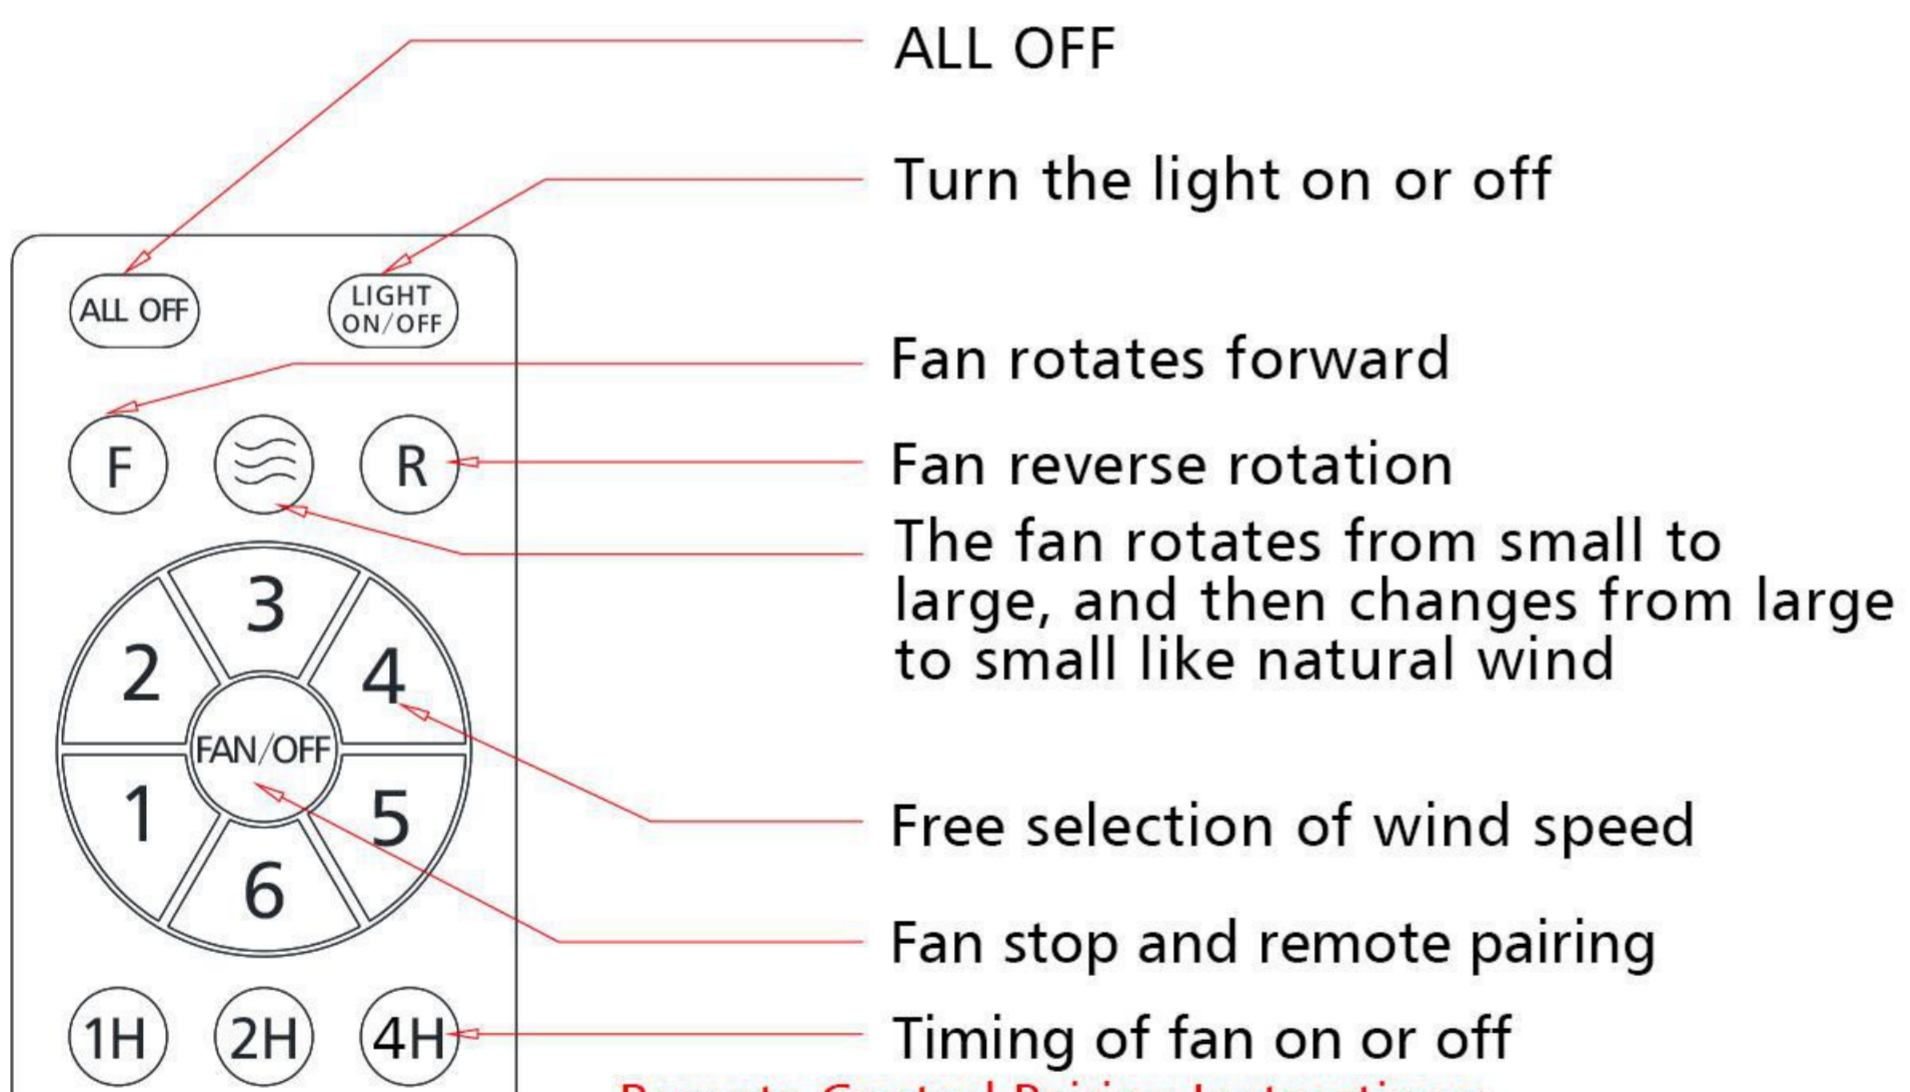 ALL OFF
Turn the light on or off
ALL OFF
LIGHT
ON/OFF
Fan rotates forward
F
R
Fan reverse rotation
The fan rotates from small to
large, and then changes from large
to small like natural wind
3
2
4
FAN/OFF
1
5
6
Free selection of wind speed
Fan stop and remote pairing
1H
2H
4H
Timing of fan on or off